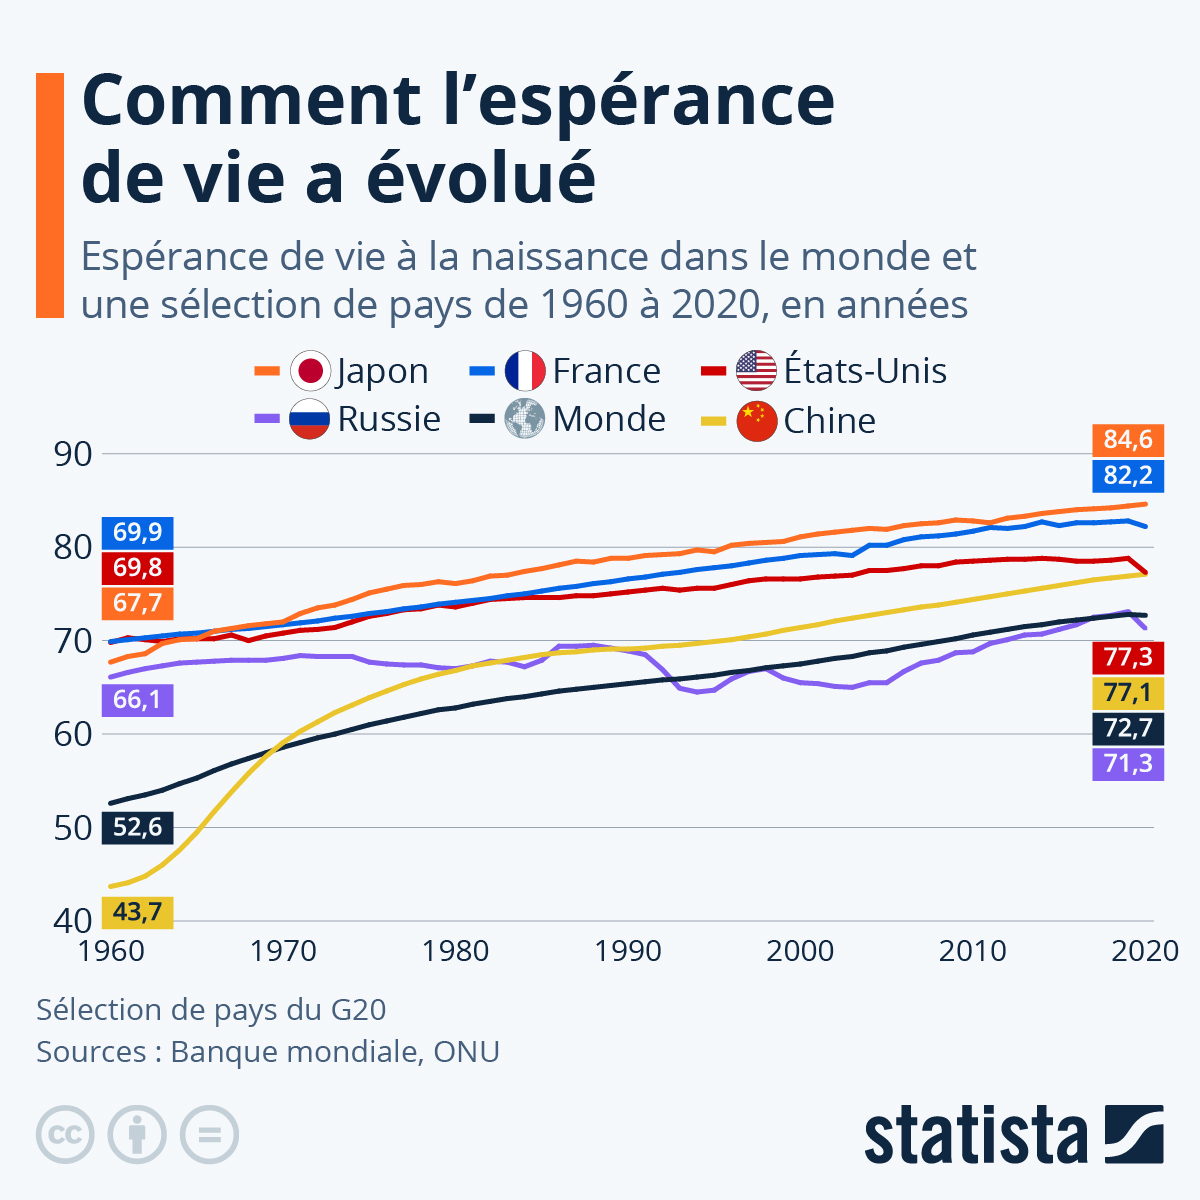 Comment l’espérance
de vie a évolué
Espérance de vie à la naissance dans le monde et
une sélection de pays de 1960 à 2020, en années
Japon France États-Unis
Russie Monde Chine
90
80
70
60
50
40
69,9
69,8
67,7
66,1
52,6
43,7
84,6
82,2
77,3
77,1
72,7
71,3
1960 1970 1980 1990 2000 2010 2020
Sélection de pays du G20
Sources : Banque mondiale, ONU
cc
statista